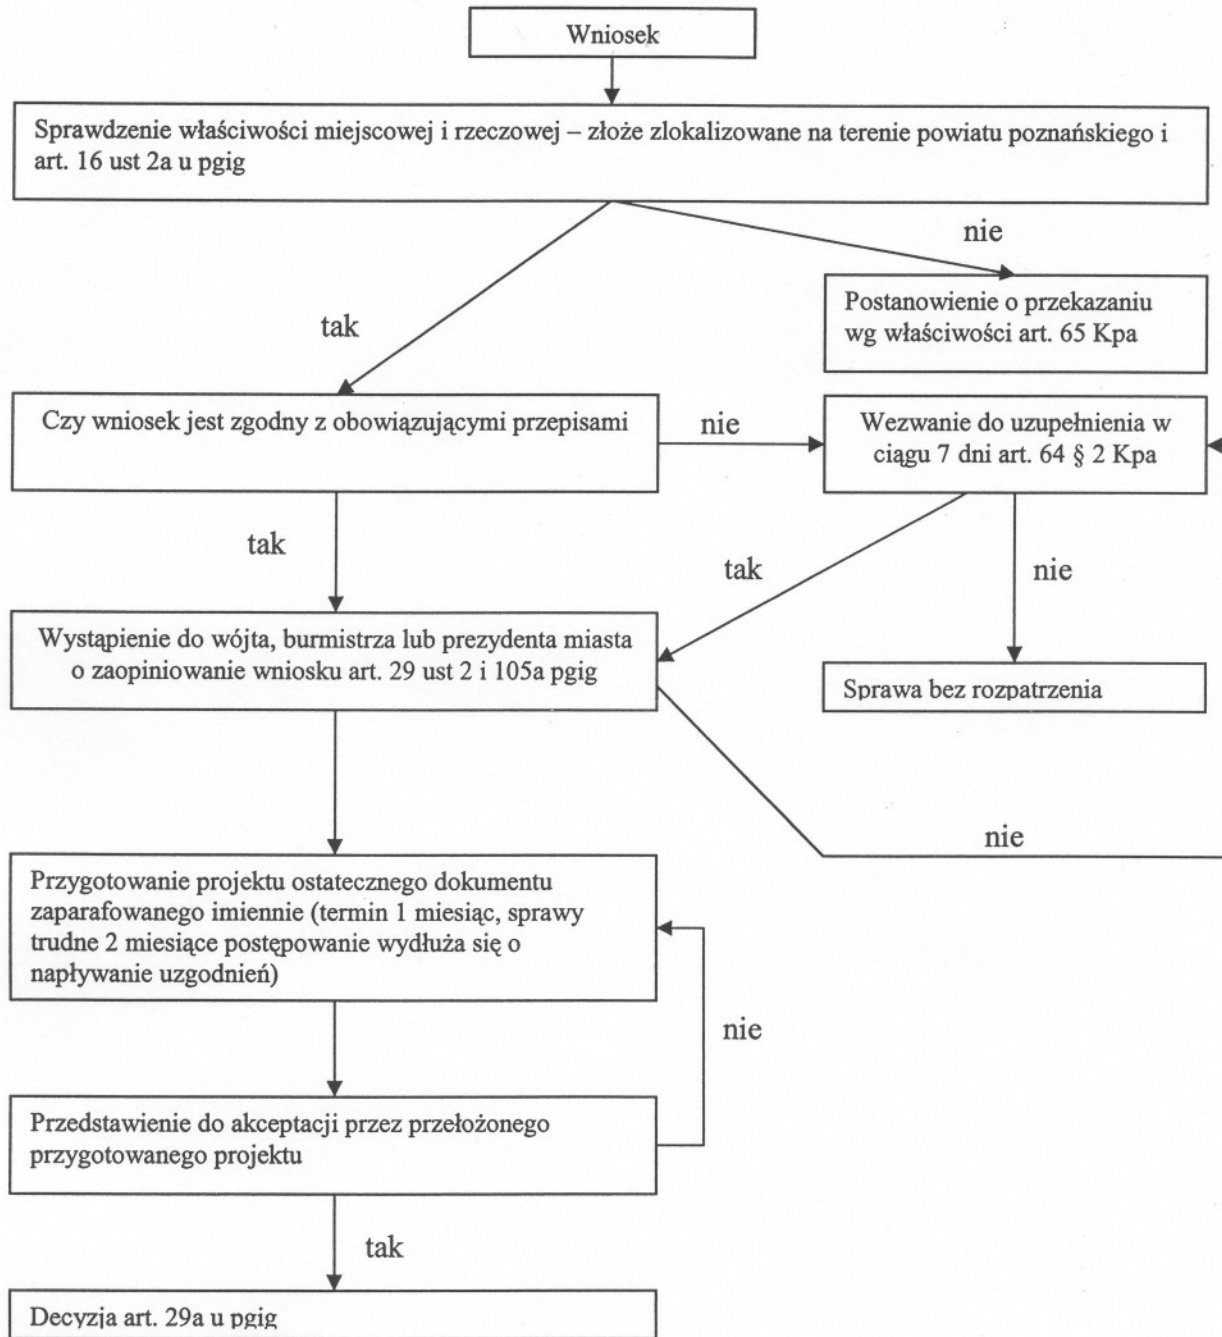 Wniosek
Sprawdzenie właściwości miejscowej i rzeczowej – złoże zlokalizowane na terenie powiatu poznańskiego i
art. 16 ust 2a u pgig
nie
Postanowienie o przekazaniu
wg właściwości art. 65 Kpa
tak
Czy wniosek jest zgodny z obowiązującymi przepisami
nie
Wezwanie do uzupełnienia w
ciągu 7 dni art. 64 § 2 Kpa
tak
tak
nie
Wystąpienie do wójta, burmistrza lub prezydenta miasta
o zaopiniowanie wniosku art. 29 ust 2 i 105a pgig
Sprawa bez rozpatrzenia
nie
Przygotowanie projektu ostatecznego dokumentu
zaparafowanego imiennie (termin 1 miesiąc, sprawy
trudne 2 miesiące postępowanie wydłuża się o
napływanie uzgodnień)
nie
Przedstawienie do akceptacji przez przełożonego
przygotowanego projektu
tak
Decyzja art. 29a u pgig